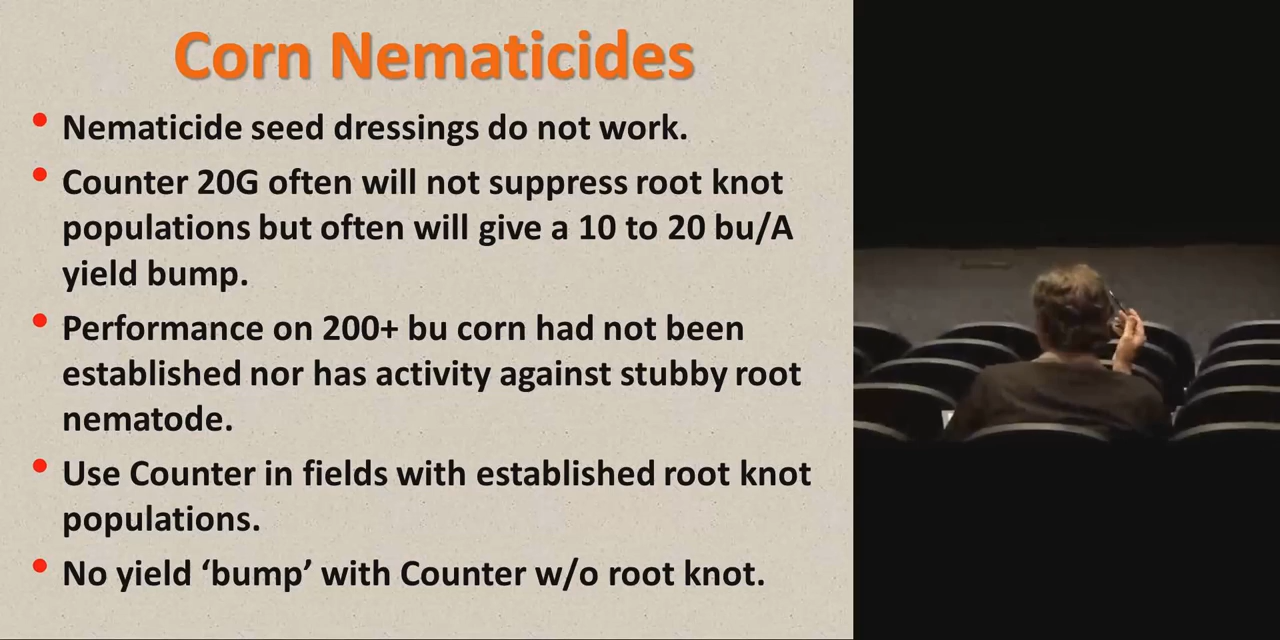 Corn Nematicides
Nematicide seed dressings do not work.
Counter 20G often will not suppress root knot
populations but often will give a 10 to 20 bu/A
yield bump.
Performance on 200+ bu corn had not been
established nor has activity against stubby root
nematode.
Use Counter in fields with established root knot
populations.
No yield ‘bump’ with Counter w/o root knot.